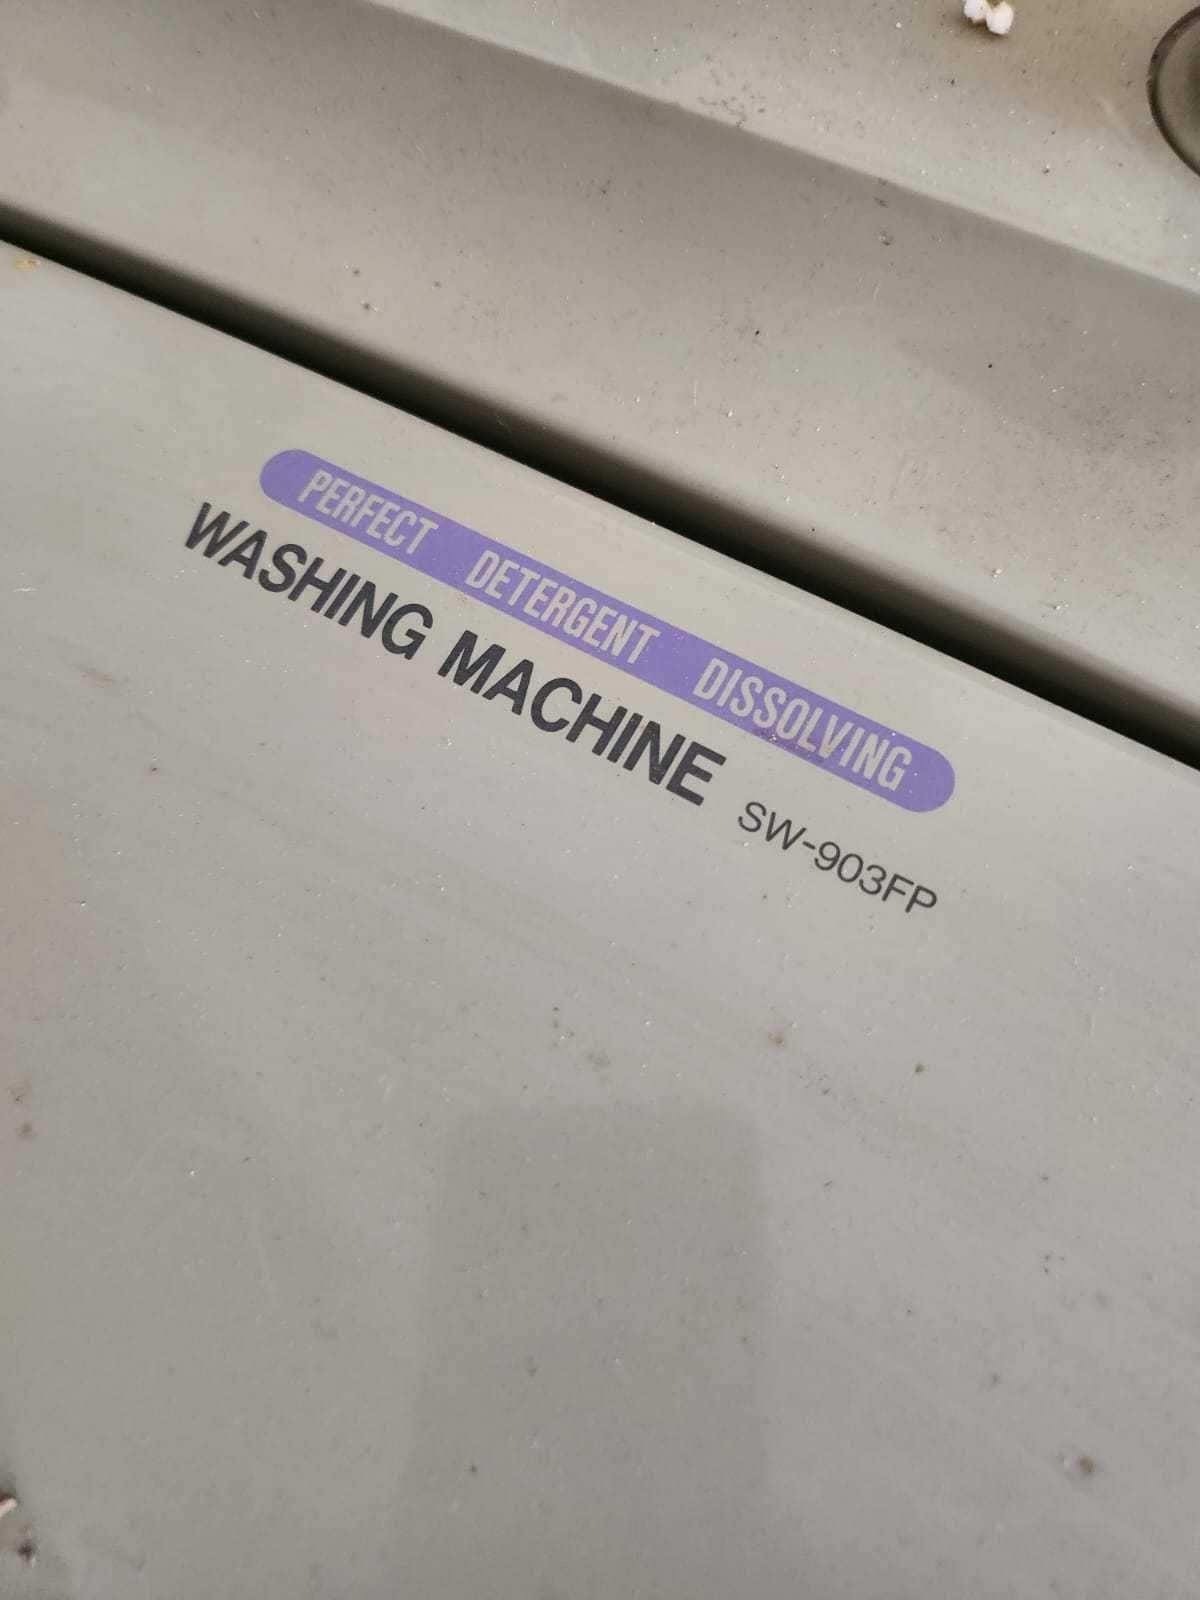 PERFECT DETERGENT DISSOLVING
WASHING MACHINE SW-903FP